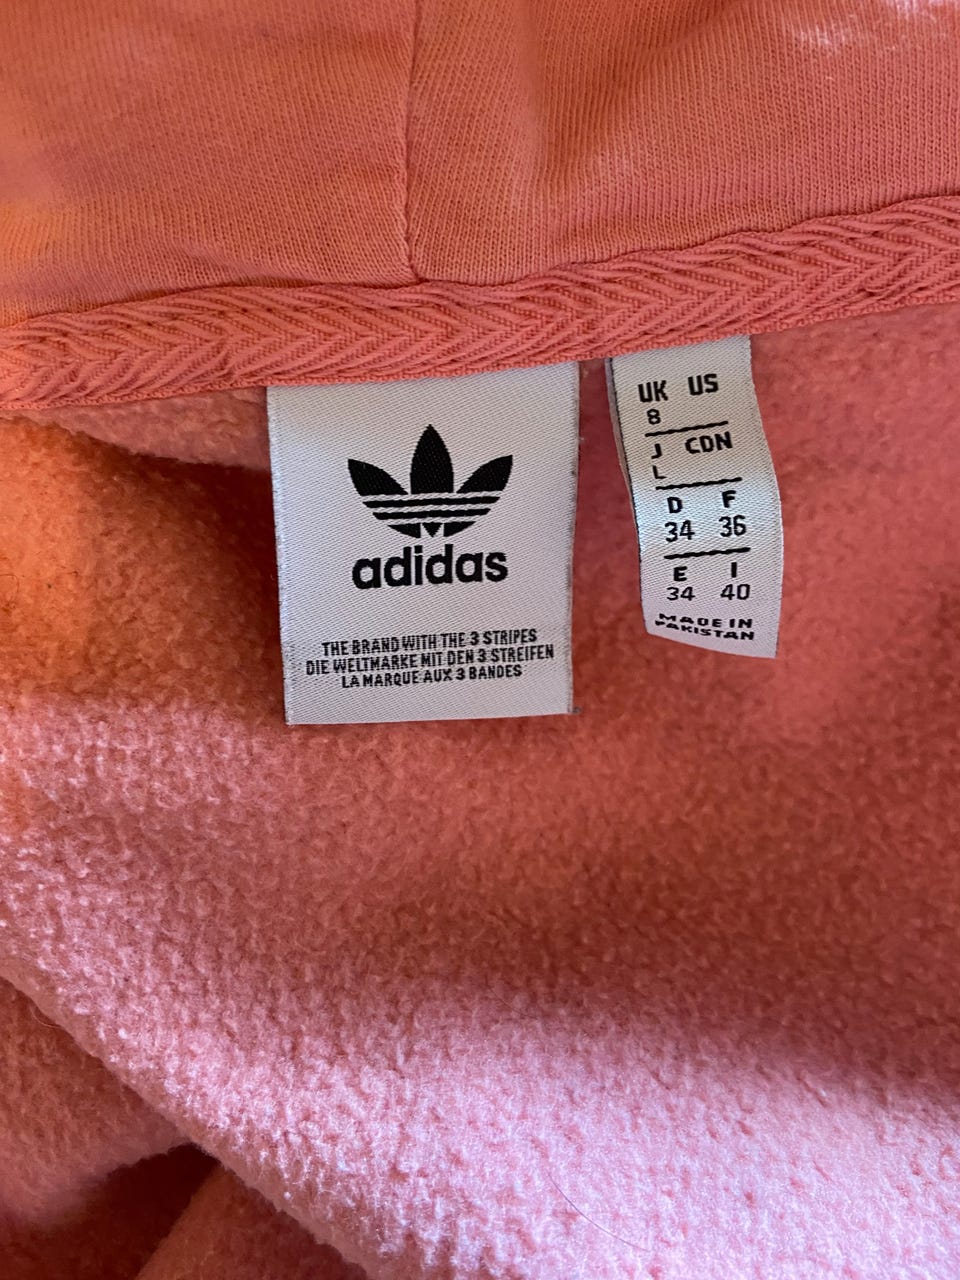 adidas
THE BRAND WITH THE 3 STRIPES
DIE WELTMARKE MIT DEN 3 STREIFEN
LA MARQUE AUX 3 BANDES
UK US
8
J CDN
L
D F
34 36
E I
34 40
MADE IN
PAKISTAN